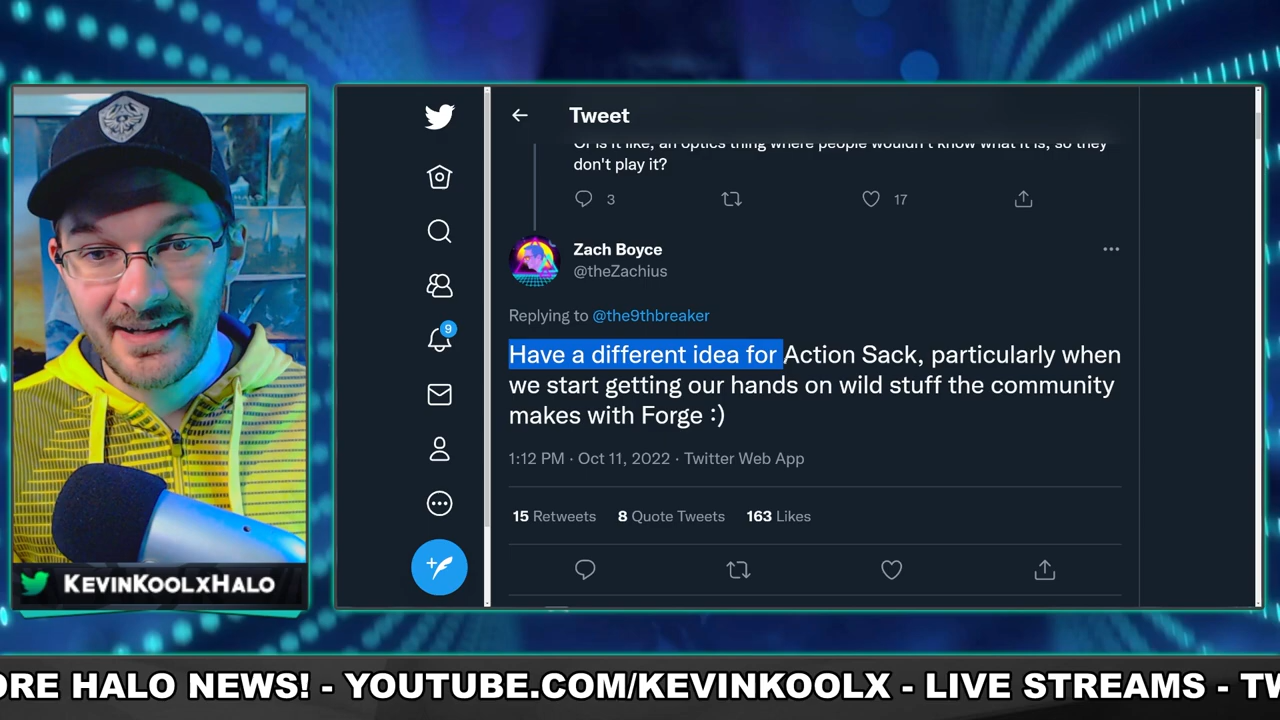 Tweet
Or is it like, an optics thing where people wouldn't know what it is, so they
don't play it?
3
17
Zach Boyce
@theZachius
Replying to @the9thbreaker
9
Have a different idea for Action Sack, particularly when
we start getting our hands on wild stuff the community
makes with Forge :)
1:12 PM · Oct 11, 2022 · Twitter Web App
15 Retweets 8 Quote Tweets 163 Likes
KEVINKOOLXHALO
ORE HALO NEWS! - YOUTUBE.COM/KEVINKOOLX - LIVE STREAMS - TW